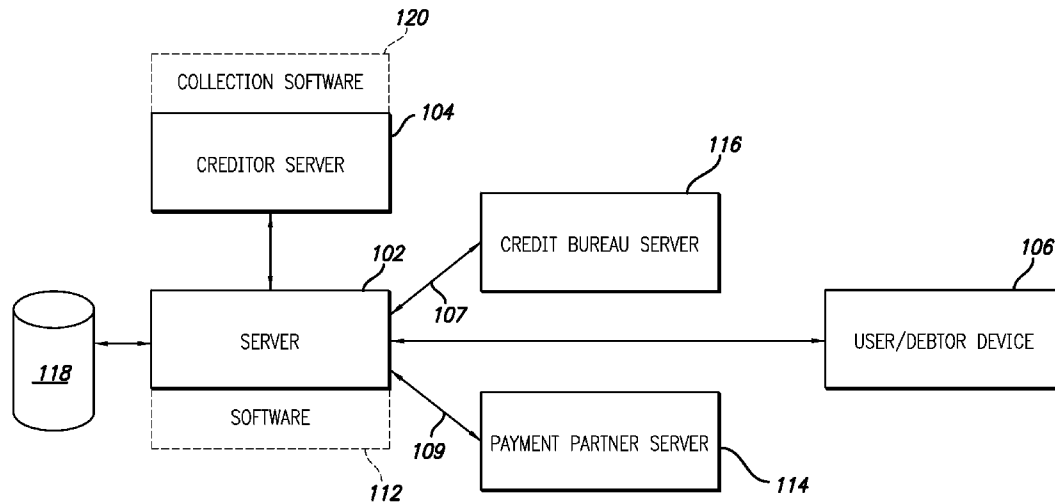 120
COLLECTION SOFTWARE
104
CREDITOR SERVER
116
CREDIT BUREAU SERVER
102
106
107
SERVER
USER/DEBTOR DEVICE
118
SOFTWARE
109
PAYMENT PARTNER SERVER
114
112